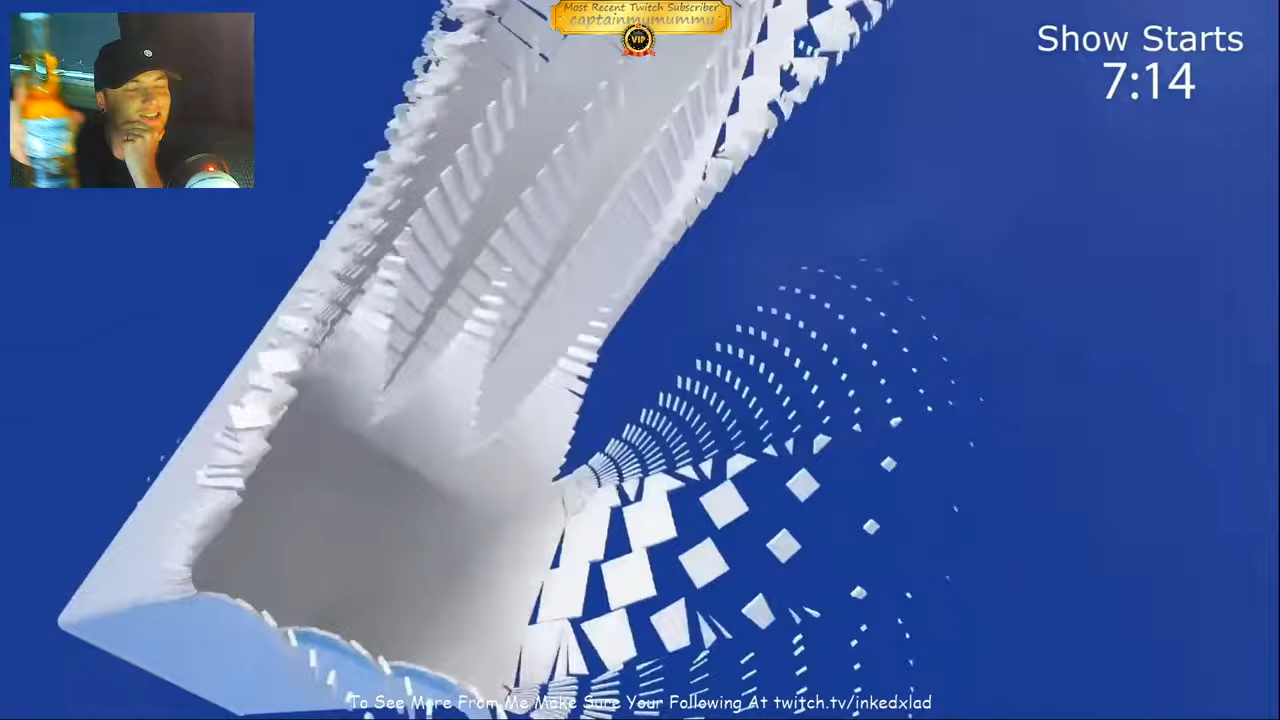 Most Recent Twitch Subscriber
captainmymummy
VIP
Show Starts
7:14
To See More From Me Make Sure Your Following At twitch.tv/inkedxlad